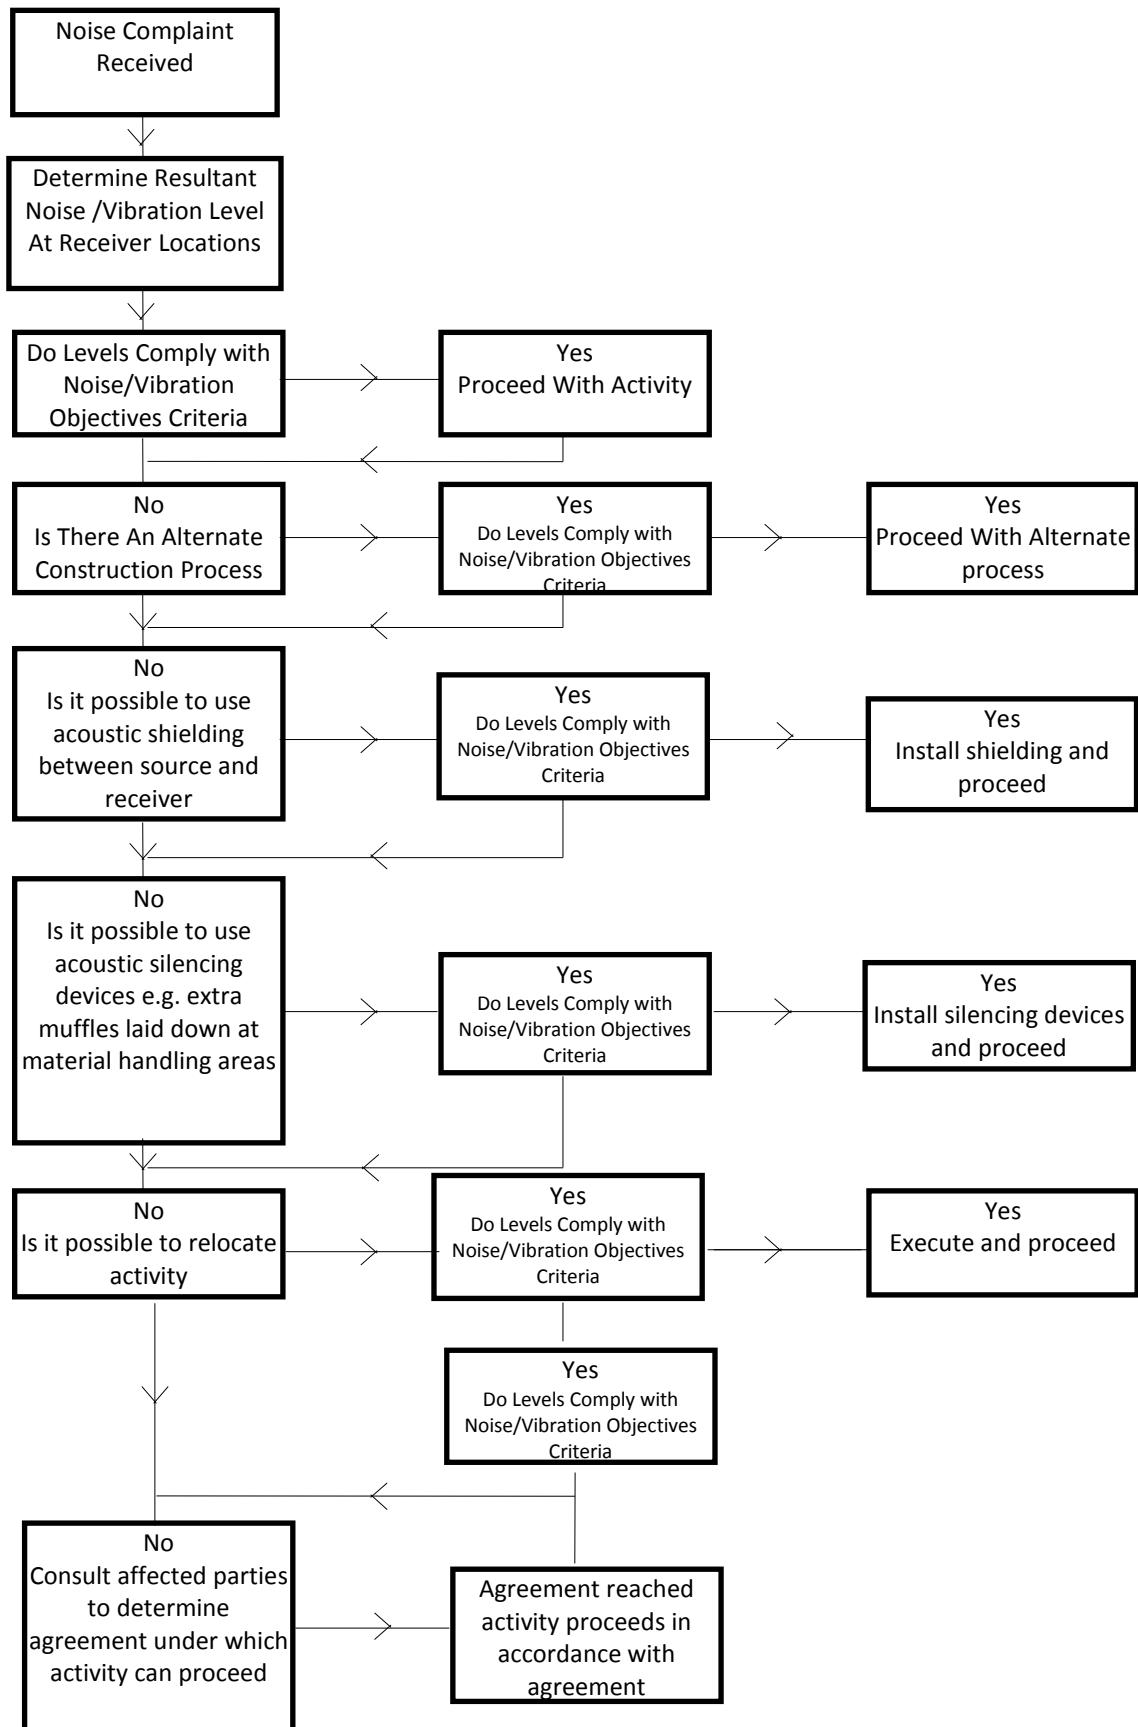 Noise Complaint
Received
Determine Resultant
Noise /Vibration Level
At Receiver Locations
Do Levels Comply with
Noise/Vibration
Objectives Criteria
Yes
Proceed With Activity
No
Is There An Alternate
Construction Process
Yes
Do Levels Comply with
Noise/Vibration Objectives
Criteria
Yes
Proceed With Alternate
process
No
Is it possible to use
acoustic shielding
between source and
receiver
Yes
Do Levels Comply with
Noise/Vibration Objectives
Criteria
Yes
Install shielding and
proceed
No
Is it possible to use
acoustic silencing
devices e.g. extra
muffles laid down at
material handling areas
Yes
Do Levels Comply with
Noise/Vibration Objectives
Criteria
Yes
Install silencing devices
and proceed
No
Is it possible to relocate
activity
Yes
Do Levels Comply with
Noise/Vibration Objectives
Criteria
Yes
Execute and proceed
Yes
Do Levels Comply with
Noise/Vibration Objectives
Criteria
No
Consult affected parties
to determine
agreement under which
activity can proceed
Agreement reached
activity proceeds in
accordance with
agreement